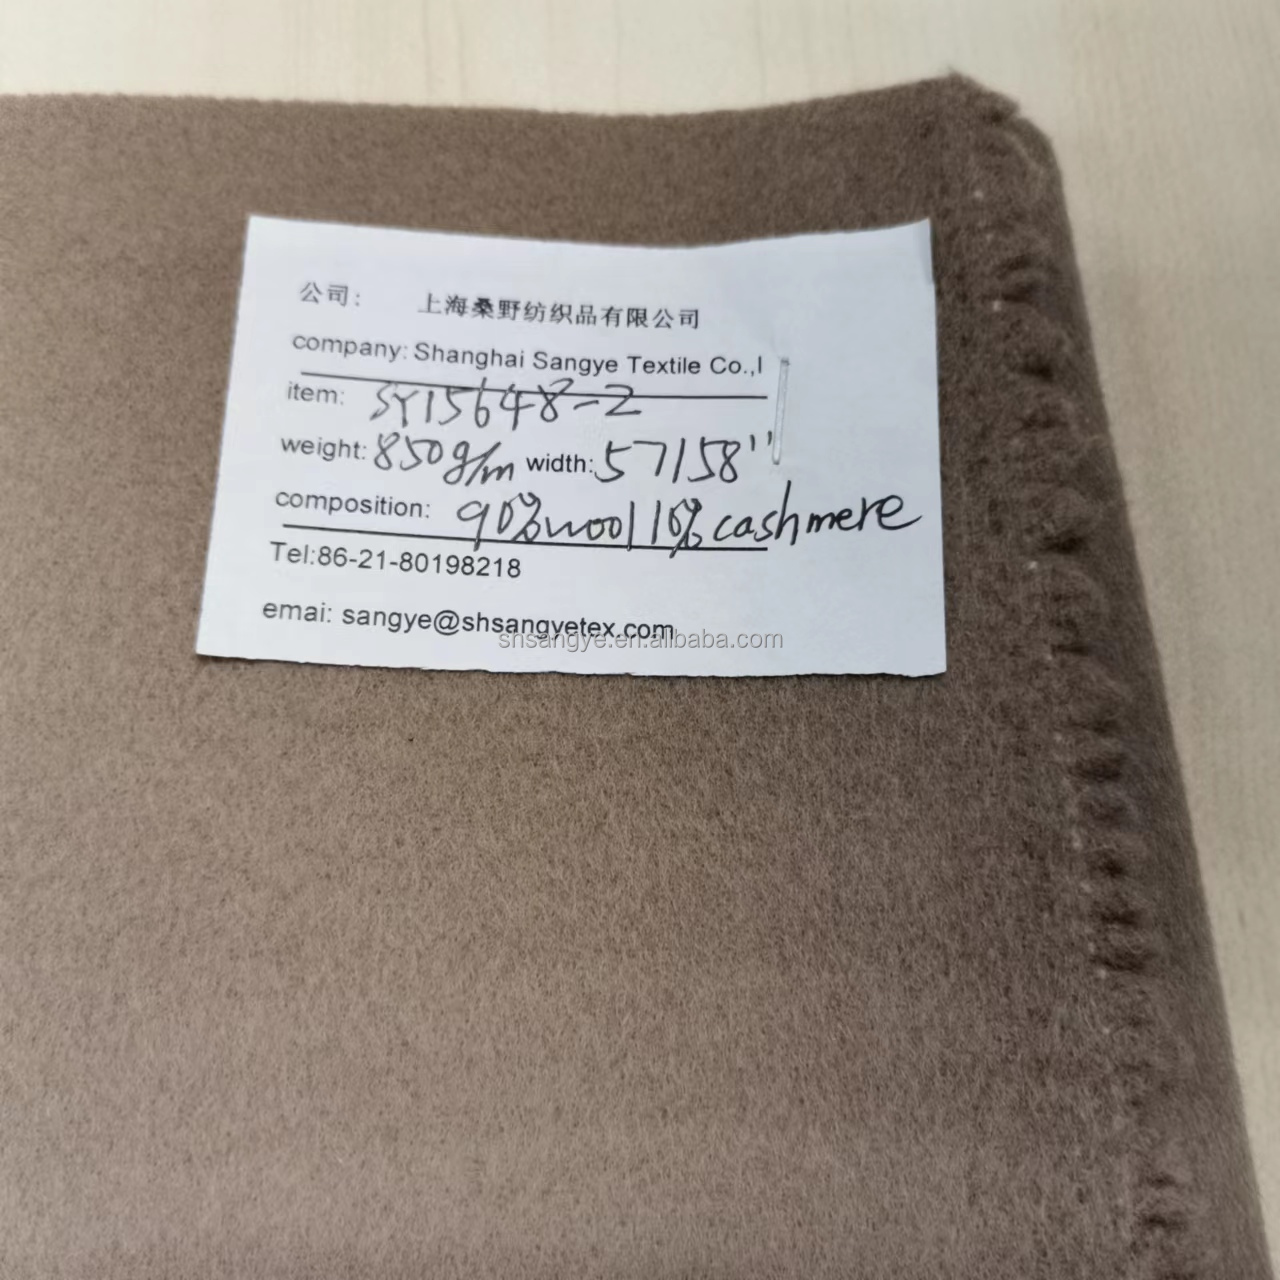 公司: 上海桑野纺织品有限公司
company: Shanghai Sangye Textile Co.,l
item: SY15648-2
weight: 850g/m width: 57/58''
composition: 90%wool 10% cashmere
Tel:86-21-80198218
emai: sangye@shsangyetex.com
shsangye.en.alibaba.com